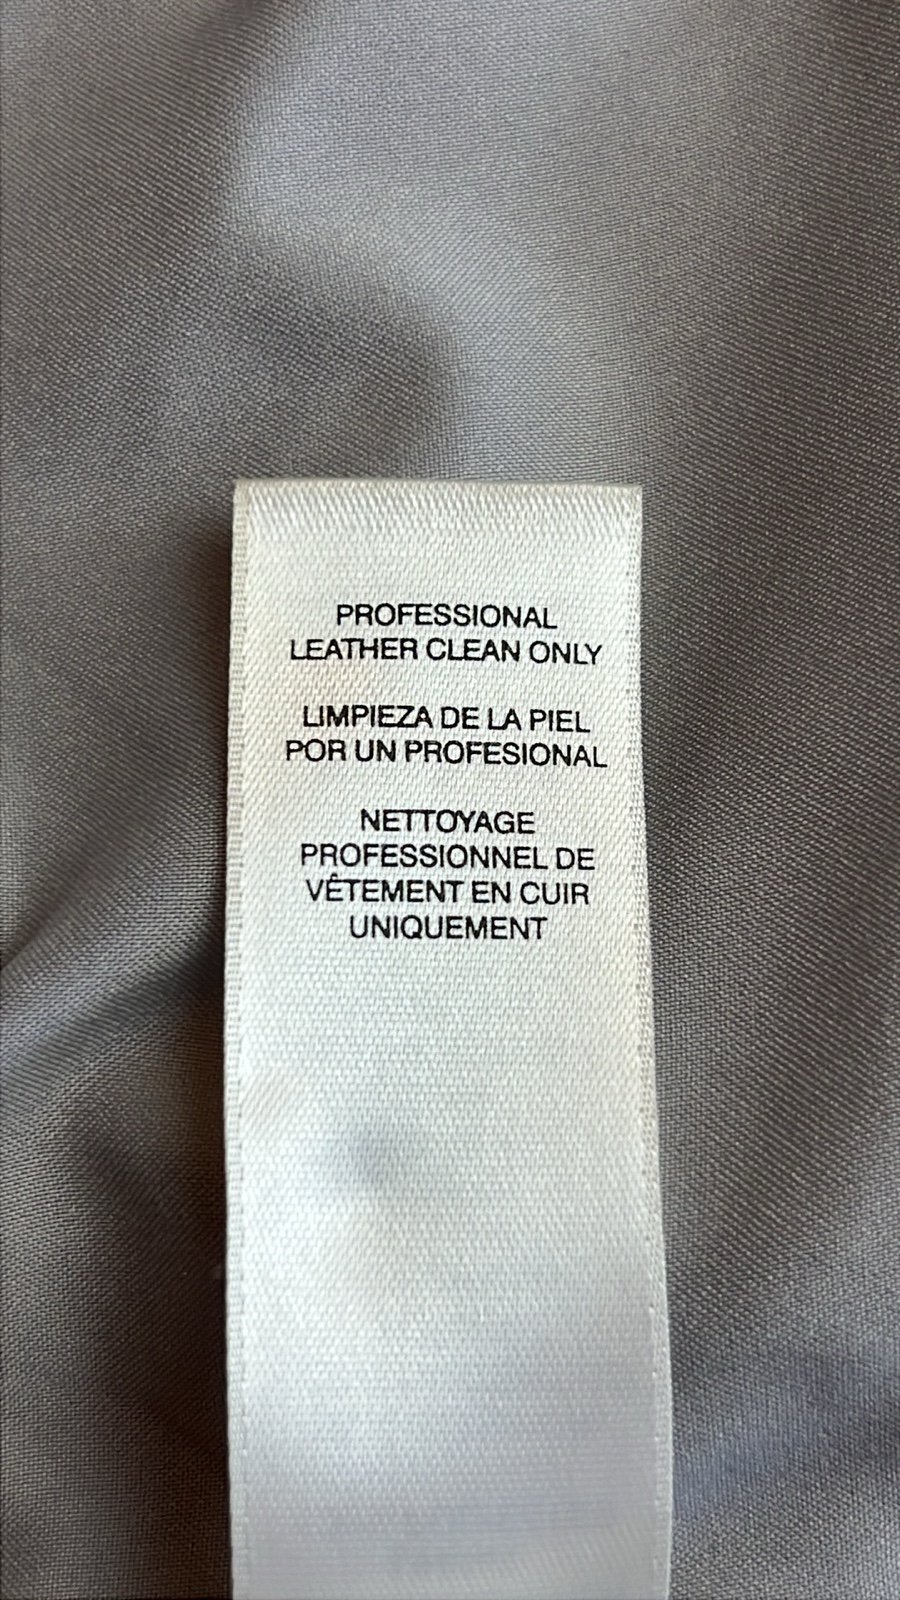 PROFESSIONAL
LEATHER CLEAN ONLY
LIMPIEZA DE LA PIEL
POR UN PROFESIONAL
NETTOYAGE
PROFESSIONNEL DE
VÊTEMENT EN CUIR
UNIQUEMENT